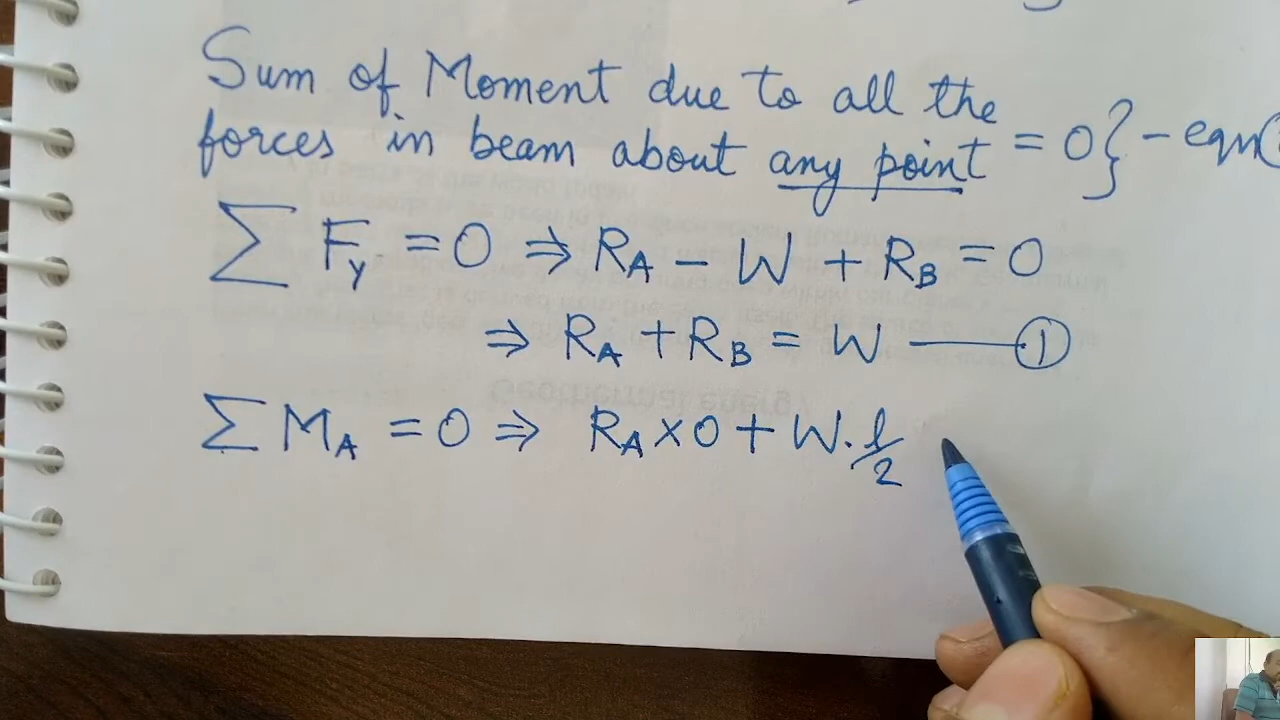 Sum of Moment due to all the
forces in beam about any point = 0} - eqn(
∑ Fy = 0 ⇒ RA - W + RB = 0
⇒ RA + RB = W —— ①
∑ MA = 0 ⇒ RA × 0 + W. l/2